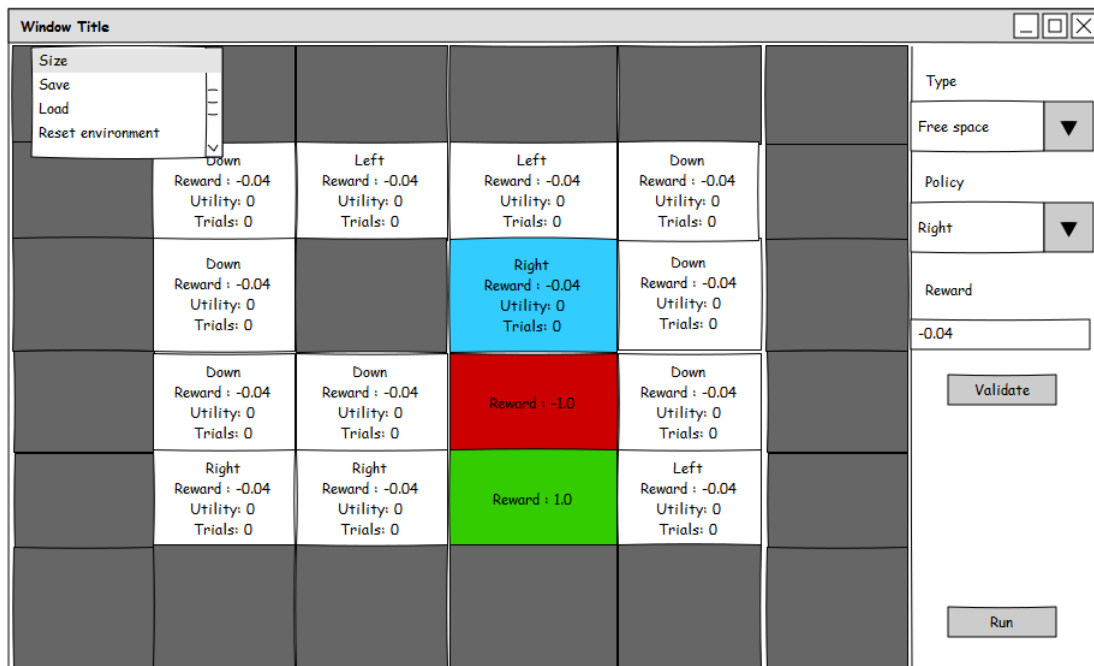 Window Title
Size
Save
Load
Reset environment
Type
Free space
Policy
Right
Reward
-0.04
Validate
Run
Down
Reward : -0.04
Utility: 0
Trials: 0
Left
Reward : -0.04
Utility: 0
Trials: 0
Left
Reward : -0.04
Utility: 0
Trials: 0
Down
Reward : -0.04
Utility: 0
Trials: 0
Down
Reward : -0.04
Utility: 0
Trials: 0
Right
Reward : -0.04
Utility: 0
Trials: 0
Down
Reward : -0.04
Utility: 0
Trials: 0
Down
Reward : -0.04
Utility: 0
Trials: 0
Down
Reward : -0.04
Utility: 0
Trials: 0
Reward : -1.0
Down
Reward : -0.04
Utility: 0
Trials: 0
Right
Reward : -0.04
Utility: 0
Trials: 0
Right
Reward : -0.04
Utility: 0
Trials: 0
Reward : 1.0
Left
Reward : -0.04
Utility: 0
Trials: 0